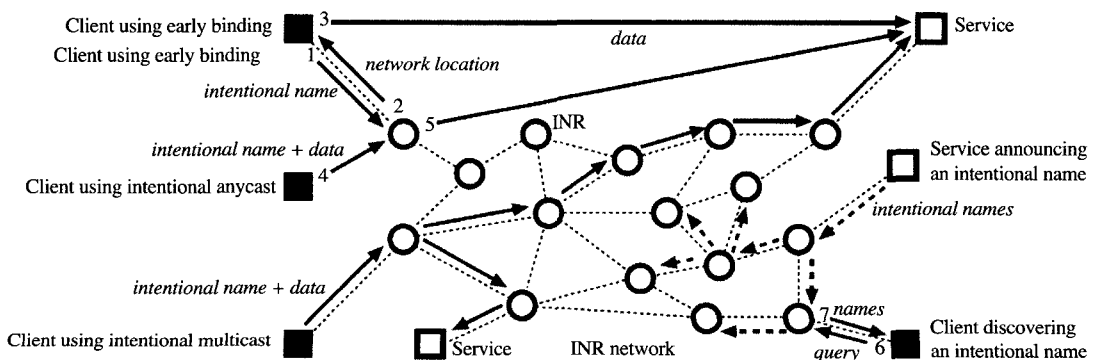 Client using early binding
3
Service
data
Client using early binding
1
network location
intentional name
2
5
INR
intentional name + data
Service announcing
an intentional name
Client using intentional anycast
4
intentional names
intentional name + data
7
names
Client using intentional multicast
Service
INR network
query
6
Client discovering
an intentional name